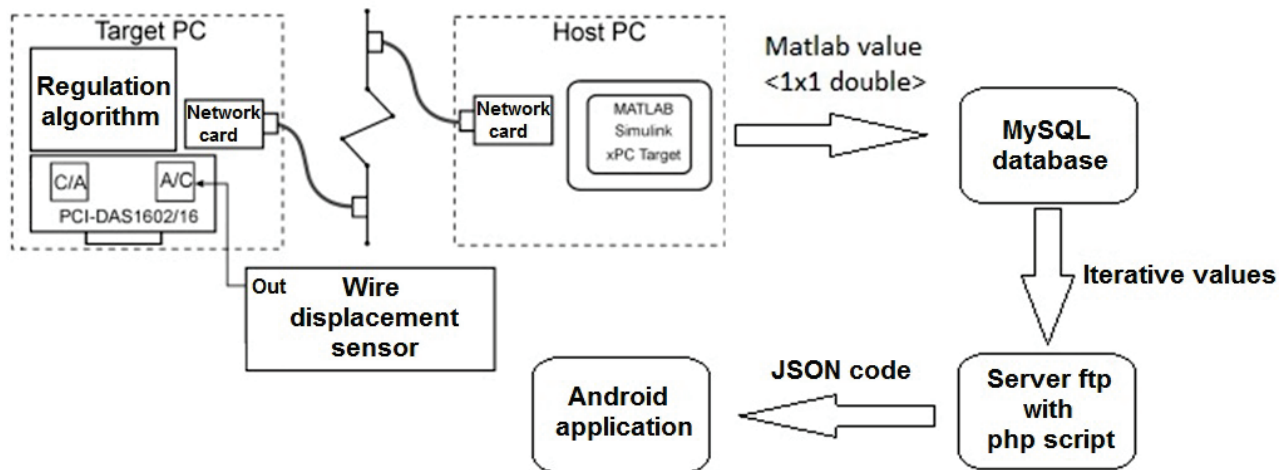 Target PC
Regulation
algorithm
Network
card
C/A
A/C
PCI-DAS1602/16
Out
Wire
displacement
sensor
Host PC
Network
card
MATLAB
Simulink
xPC Target
Matlab value
<1x1 double>
MySQL
database
Iterative values
Server ftp
with
php script
JSON code
Android
application